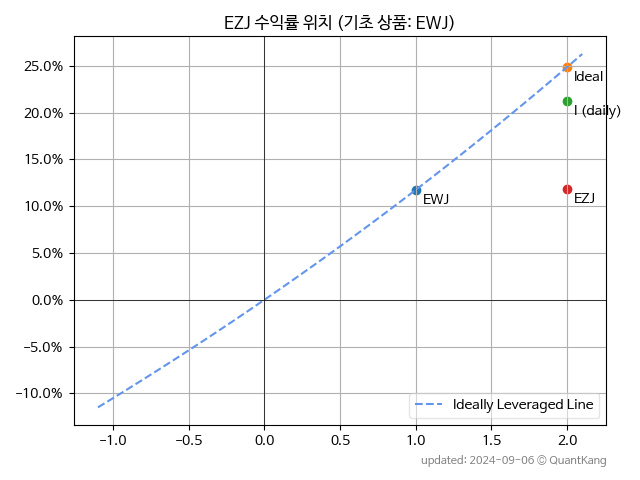 EZJ 수익률 위치 (기초 상품: EWJ)
25.0%
20.0%
15.0%
10.0%
5.0%
0.0%
−5.0%
−10.0%
Ideal
I (daily)
EWJ
EZJ
Ideally Leveraged Line
−1.0 −0.5 0.0 0.5 1.0 1.5 2.0
updated: 2024-09-06 © QuantKang